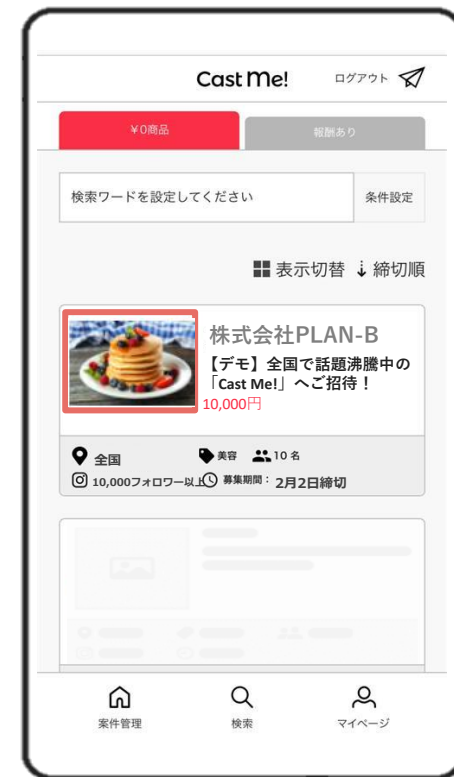 Cast Me!
ログアウト
¥0商品
報酬あり
検索ワードを設定してください
条件設定
表示切替
締切順
株式会社PLAN-B
【デモ】全国で話題沸騰中の
「Cast Me!」へご招待！
10,000円
全国
美容
10 名
10,000フォロワー以上
募集期間： 2月2日締切
案件管理
検索
マイページ